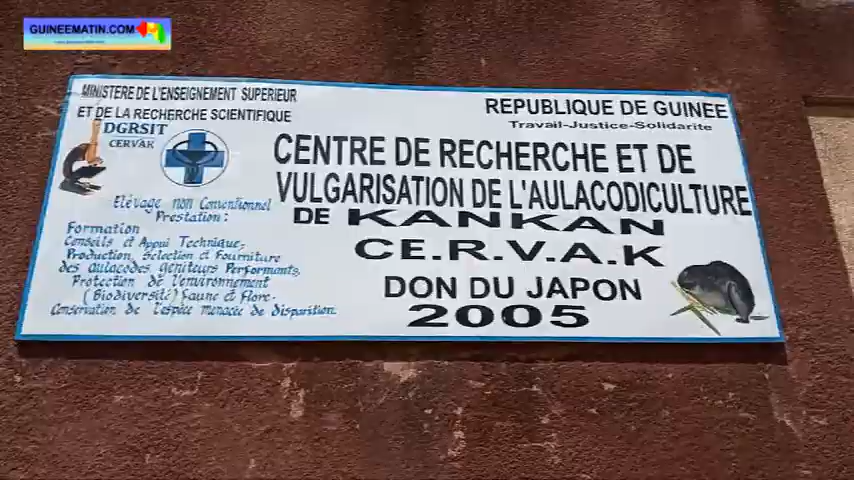 GUINEEMATIN.COM
MINISTERE DE L'ENSEIGNEMENT SUPERIEUR
ET DE LA RECHERCHE SCIENTIFIQUE
DGRSIT
CERVAK
REPUBLIQUE DE GUINEE
Travail-Justice-Solidarite
CENTRE DE RECHERCHE ET DE
VULGARISATION DE L'AULACODICULTURE
DE KANKAN
CE.R.V.A.K
DON DU JAPON
2005
Elévage non Conventionnel
Prestation :
Formation
Conseils et Appui Technique,
Production, Sélection et Fourniture
des aulacodes géniteurs Performants.
Protection de l'environnement
(Biodiversité) Faune et Flore.
Conservation de l'espèce menacée de disparition.